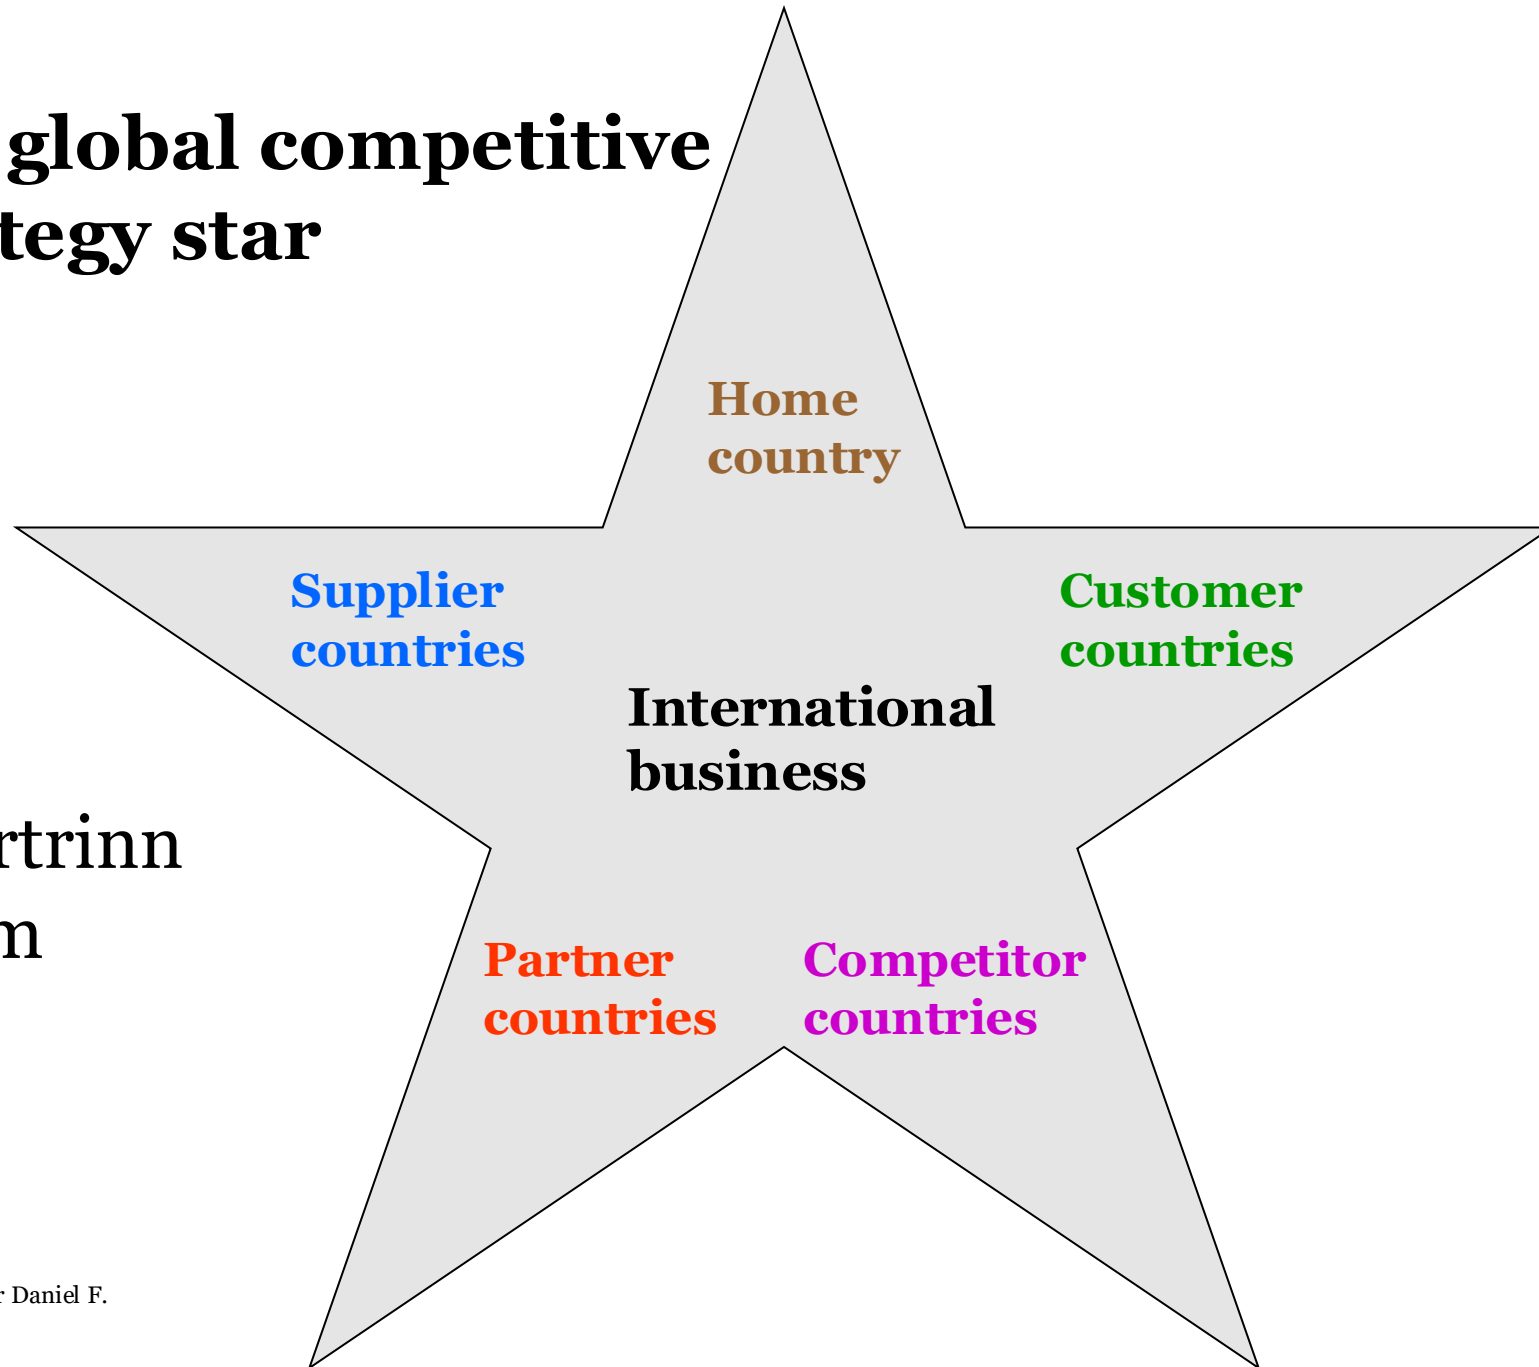 global competitive
tegy star
Home
country
Supplier
countries
Customer
countries
International
business
rtrinn
m
Partner
countries
Competitor
countries
r Daniel F.